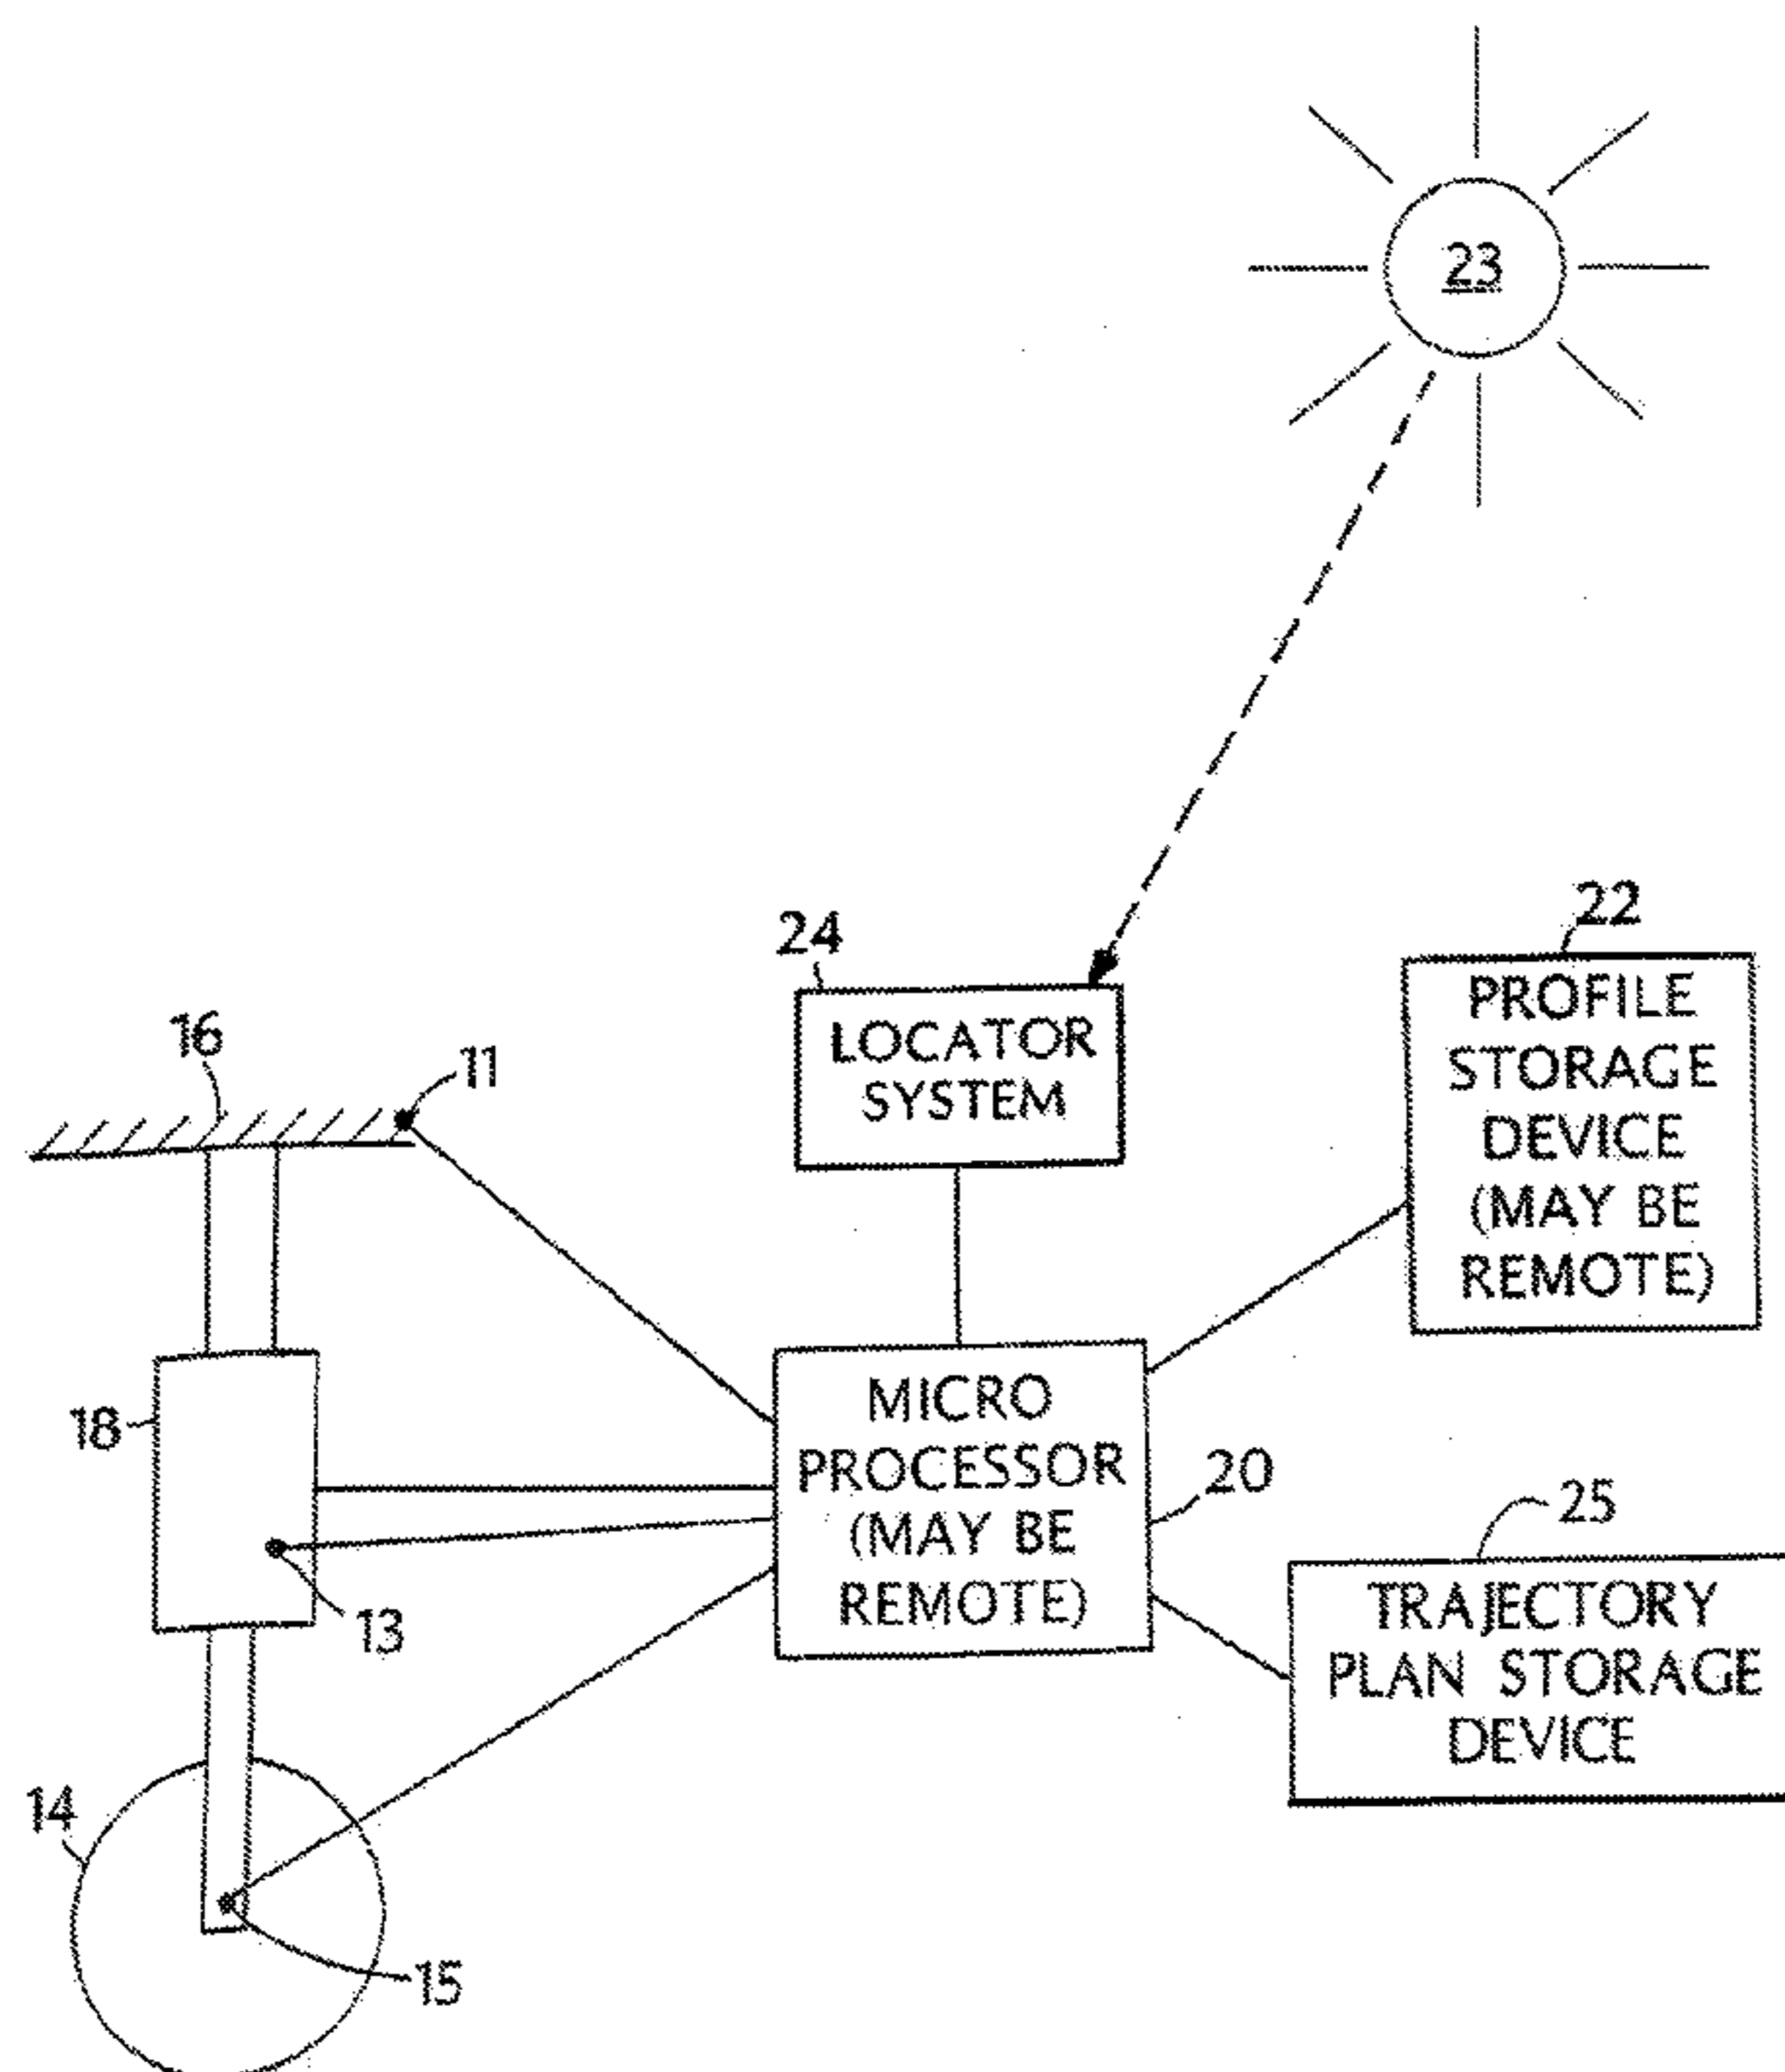 23
24
22
LOCATOR
SYSTEM
PROFILE
STORAGE
DEVICE
(MAY BE
REMOTE)
16
11
18
13
MICRO
PROCESSOR
(MAY BE
REMOTE)
20
25
TRAJECTORY
PLAN STORAGE
DEVICE
14
15